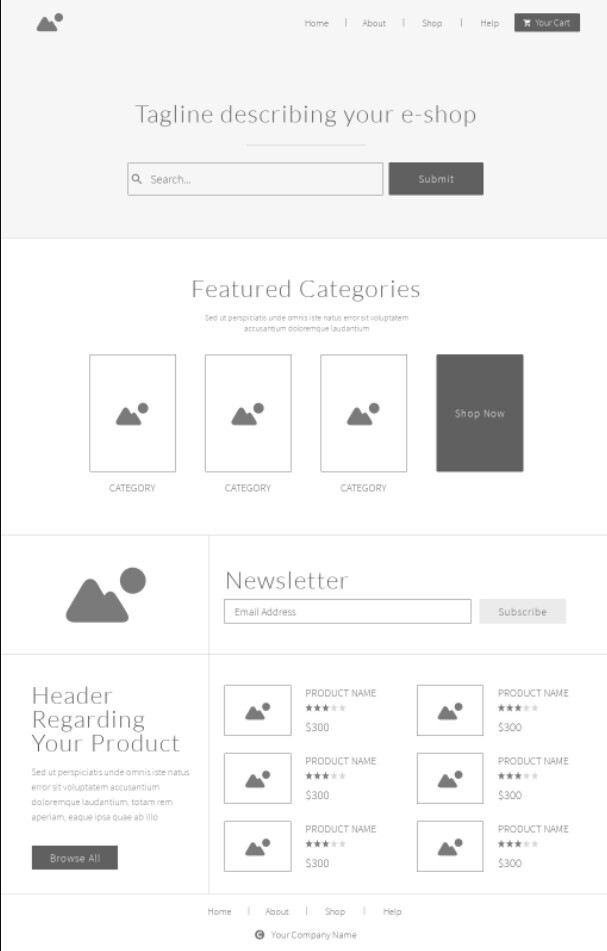 Home | About | Shop | Help Your Cart
Tagline describing your e-shop
Search... Submit
Featured Categories
Sed ut perspiciatis unde omnis iste natus error sit voluptatem
accusantium doloremque laudantium
Shop Now
CATEGORY CATEGORY CATEGORY
Newsletter
Email Address Subscribe
Header
Regarding
Your Product
Sed ut perspiciatis unde omnis iste natus
error sit voluptatem accusantium
doloremque laudantium, totam rem
aperiam, eaque ipsa quae ab illo
Browse All
PRODUCT NAME PRODUCT NAME
$300 $300
PRODUCT NAME PRODUCT NAME
$300 $300
PRODUCT NAME PRODUCT NAME
$300 $300
Home | About | Shop | Help
© Your Company Name